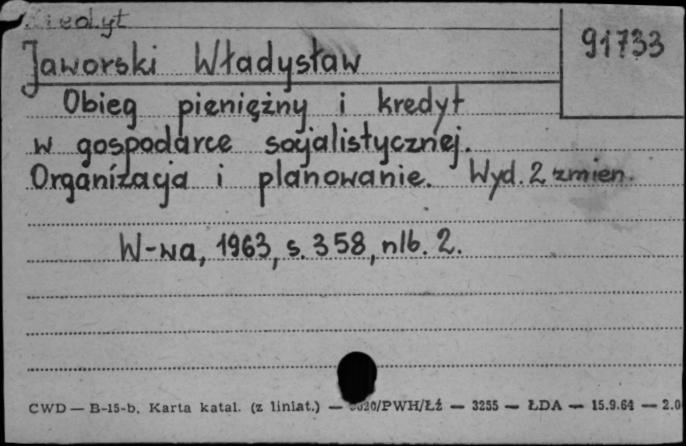 Kredyt
91733
Jaworski Władysław
Obieg pieniężny i kredyt
w gospodarce socjalistycznej.
Organizacja i planowanie. Wyd. 2 zmien.
W-wa, 1963, s. 358, nlb. 2.
CWD — B-15-b. Karta katal. (z liniat.) — /PWH/Łź — 3255 — ŁDA — 15.9.64 — 2.0